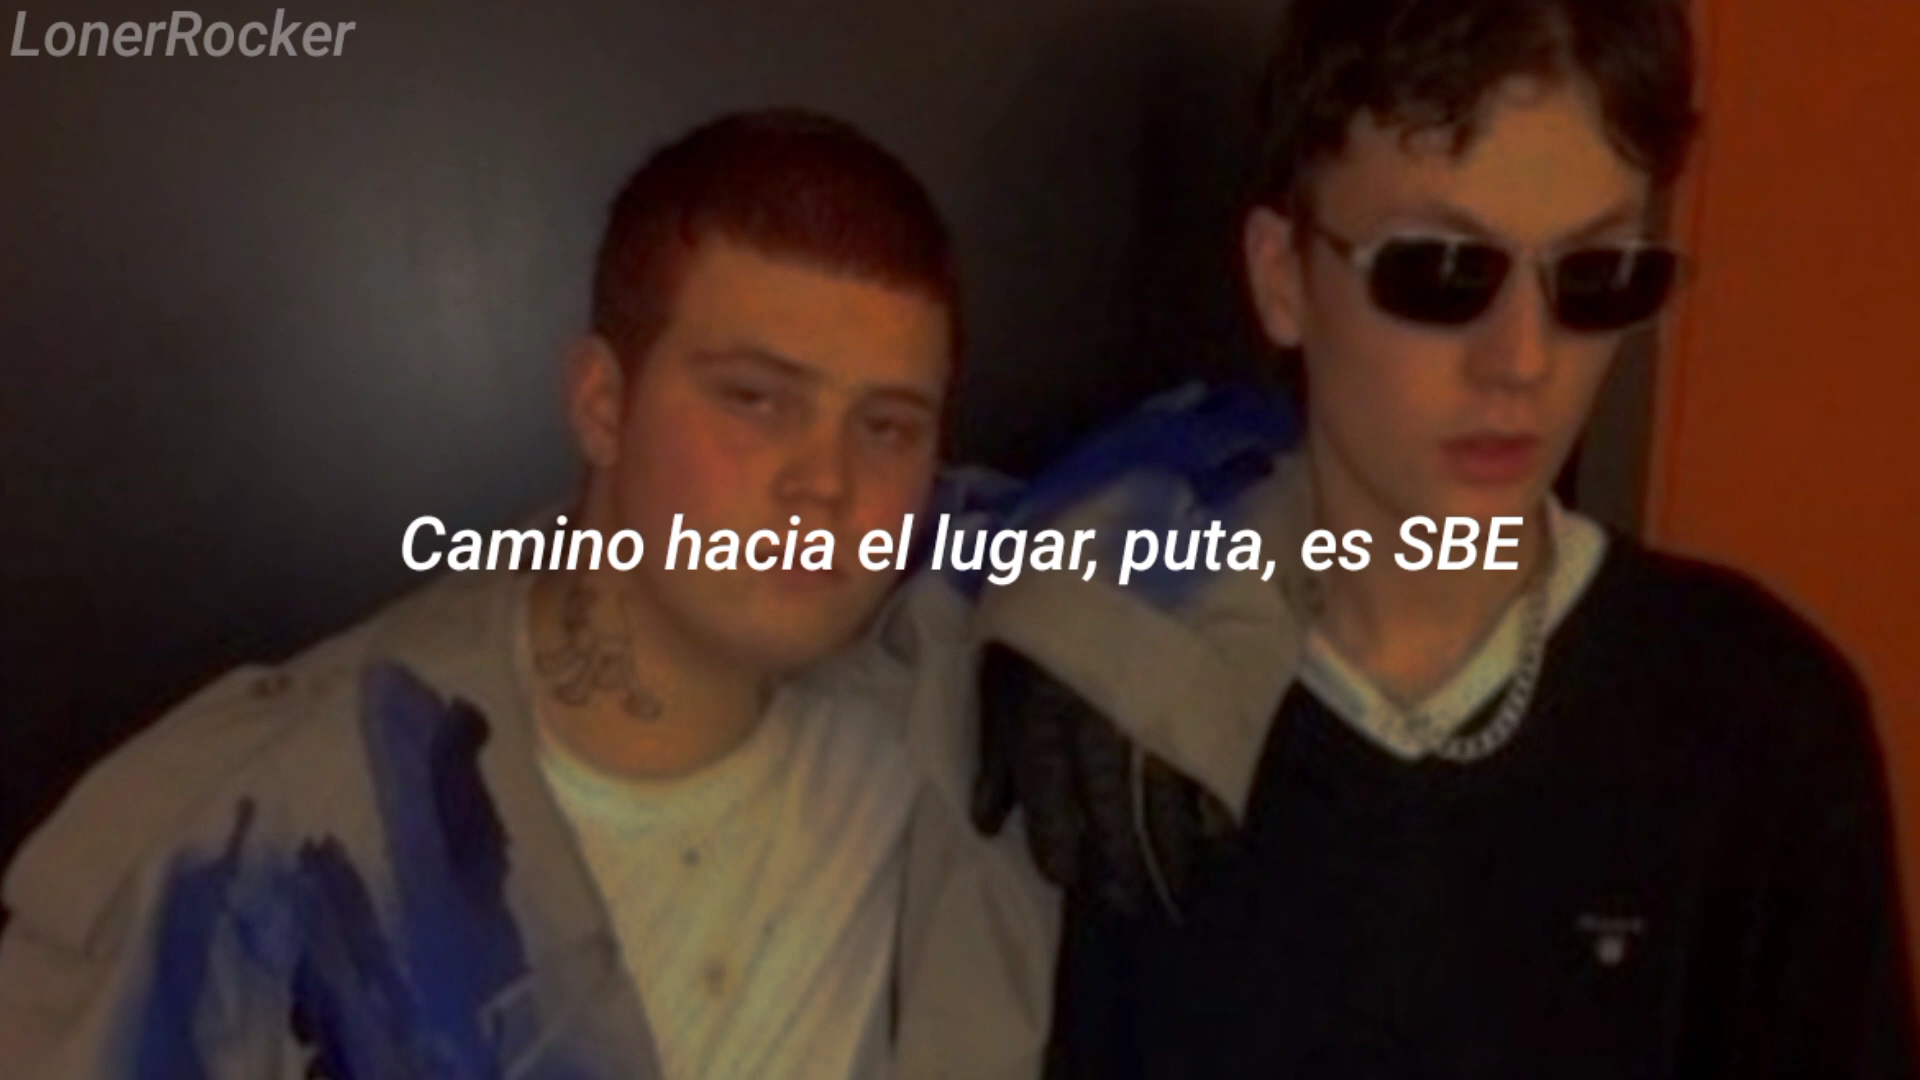 LonerRocker
Camino hacia el lugar, puta, es SBE